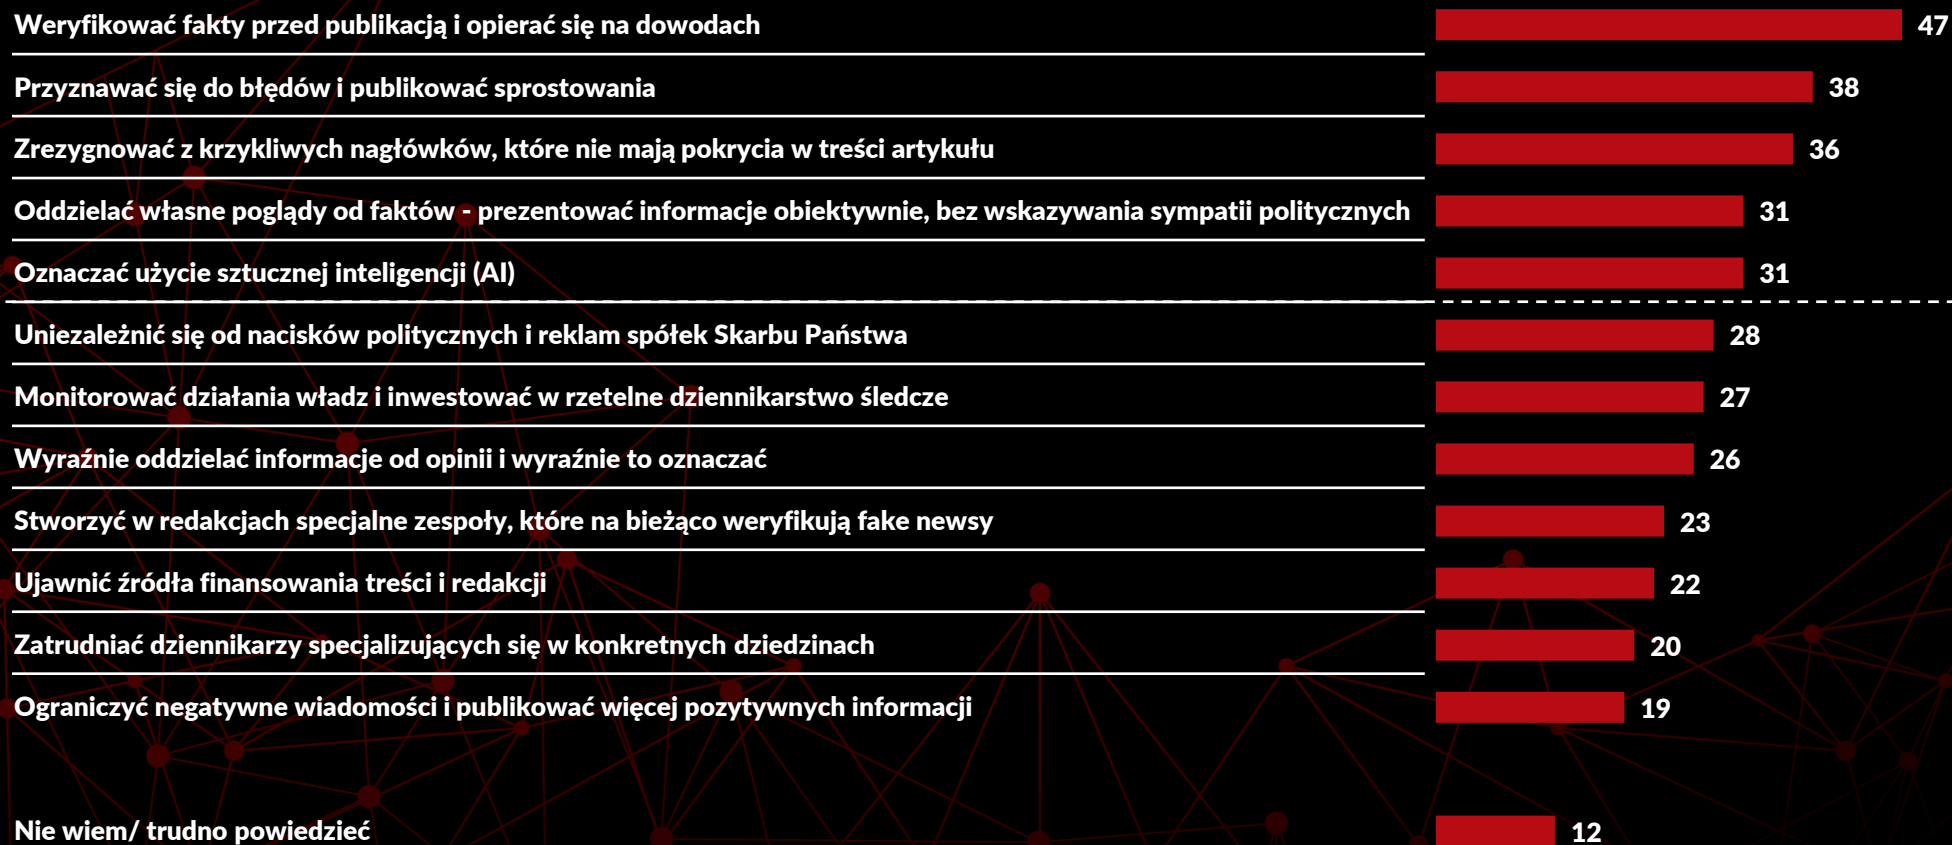 Weryfikować fakty przed publikacją i opierać się na dowodach 47
Przyznawać się do błędów i publikować sprostowania 38
Zrezygnować z krzykliwych nagłówków, które nie mają pokrycia w treści artykułu 36
Oddzielać własne poglądy od faktów - prezentować informacje obiektywnie, bez wskazywania sympatii politycznych 31
Oznaczać użycie sztucznej inteligencji (AI) 31
Uniezależnić się od nacisków politycznych i reklam spółek Skarbu Państwa 28
Monitorować działania władz i inwestować w rzetelne dziennikarstwo śledcze 27
Wyraźnie oddzielać informacje od opinii i wyraźnie to oznaczać 26
Stworzyć w redakcjach specjalne zespoły, które na bieżąco weryfikują fake newsy 23
Ujawnić źródła finansowania treści i redakcji 22
Zatrudniać dziennikarzy specjalizujących się w konkretnych dziedzinach 20
Ograniczyć negatywne wiadomości i publikować więcej pozytywnych informacji 19
Nie wiem/ trudno powiedzieć 12